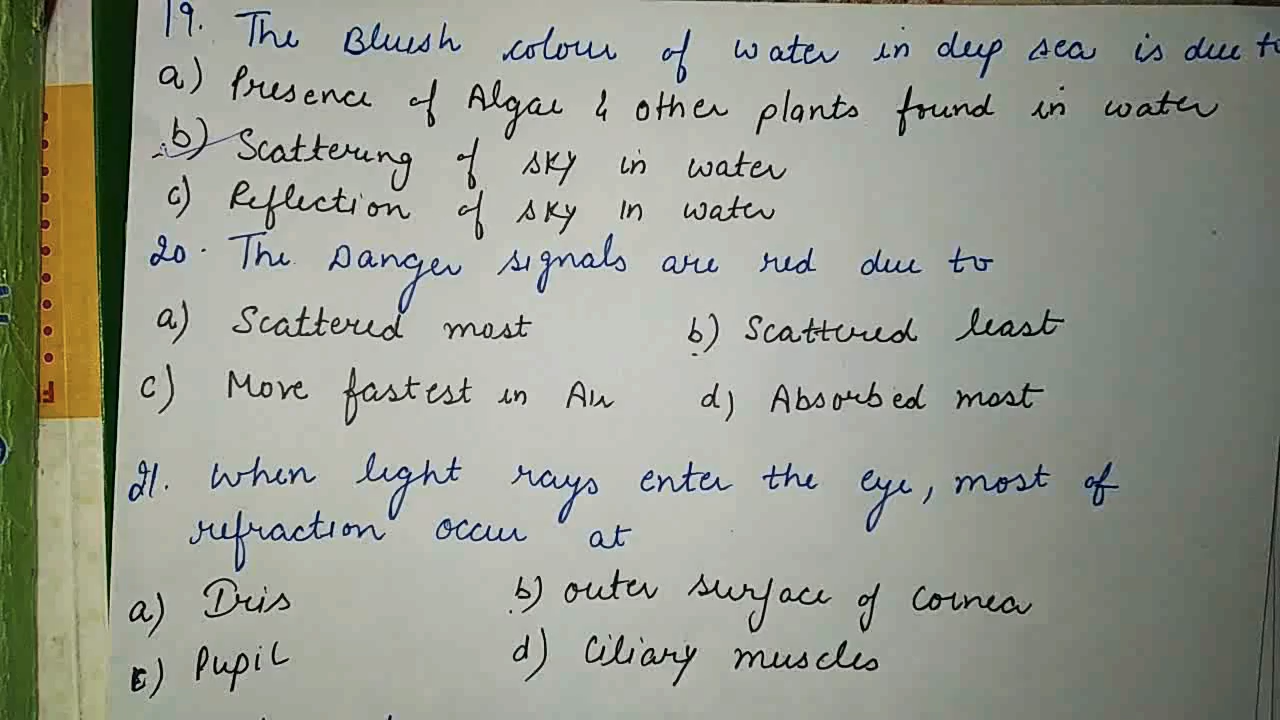 19. The Bluish colour of water in deep sea is due to
a) Presence of Algae & other plants found in water
b) Scattering of sky in water
c) Reflection of sky in water
20. The Danger signals are red due to
a) Scattered most b) Scattered least
c) Move fastest in Air d) Absorbed most
21. When light rays enter the eye, most of
refraction occur at
a) Iris b) outer surface of Cornea
c) Pupil d) Ciliary muscles